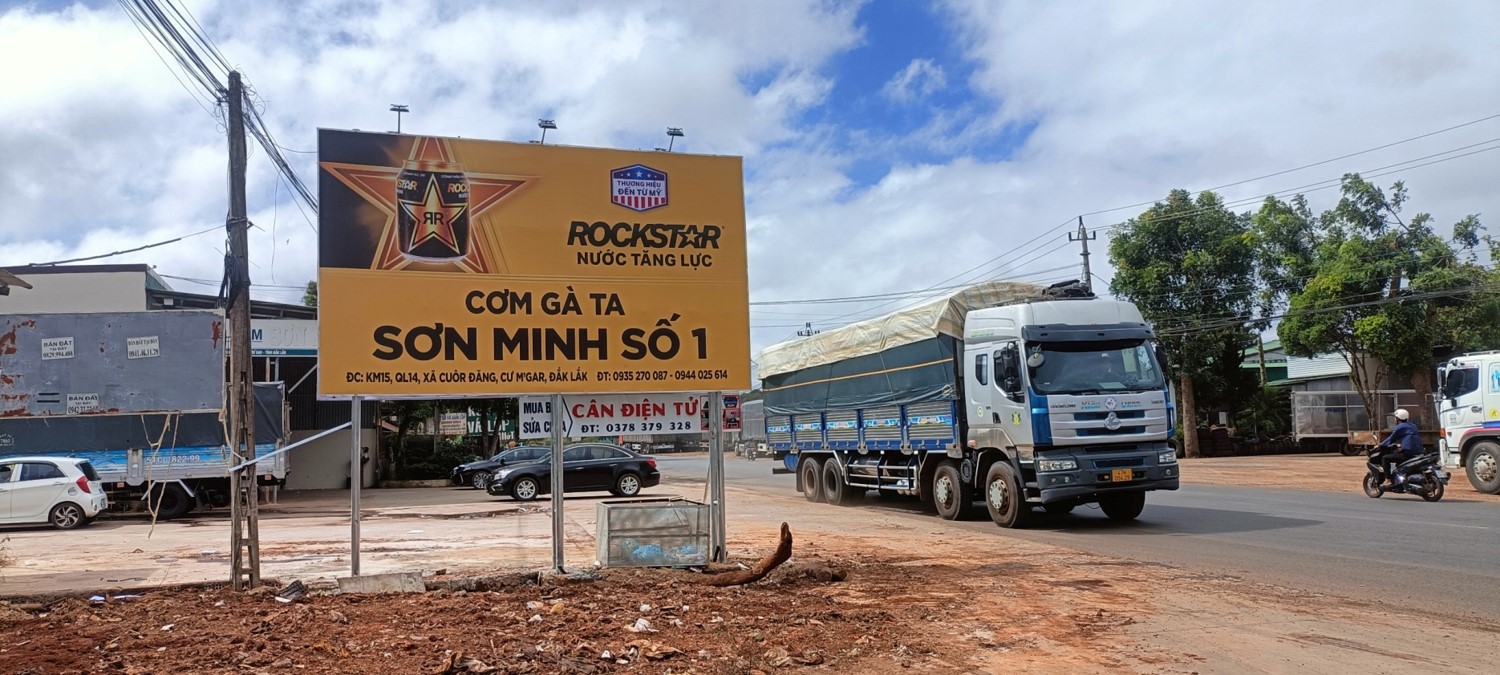 THƯƠNG HIỆU
ĐẾN TỪ MỸ
ROCKSTAR
NƯỚC TĂNG LỰC
CƠM GÀ TA
SƠN MINH SỐ 1
ĐC: KM15, QL14, XÃ CUÔR ĐĂNG, CƯ M'GAR, ĐẮK LẮK ĐT: 0935 270 087 - 0944 025 614
MUA B
SỬA C
CÂN ĐIỆN TỬ
ĐT: 0378 379 328
BÁN ĐẤT
BÁN ĐẤT